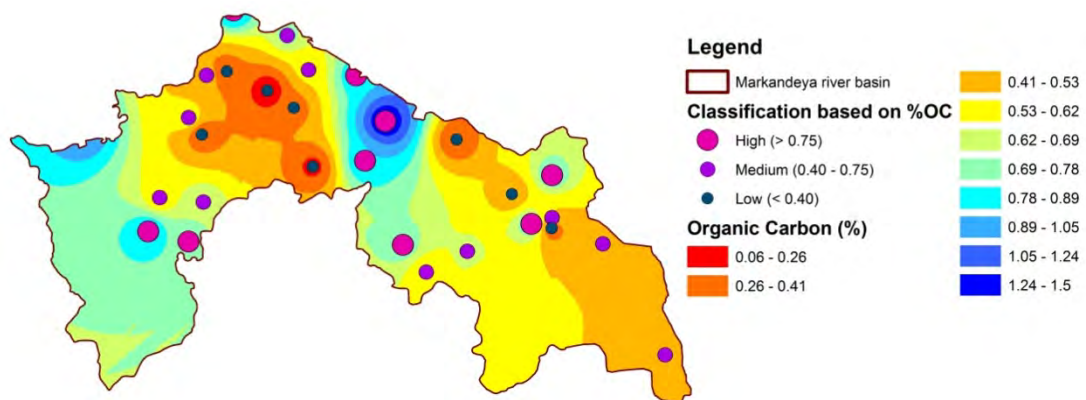 Legend
Markandeya river basin
Classification based on %OC
High (> 0.75)
Medium (0.40 - 0.75)
Low (< 0.40)
Organic Carbon (%)
0.06 - 0.26
0.26 - 0.41
0.41 - 0.53
0.53 - 0.62
0.62 - 0.69
0.69 - 0.78
0.78 - 0.89
0.89 - 1.05
1.05 - 1.24
1.24 - 1.5